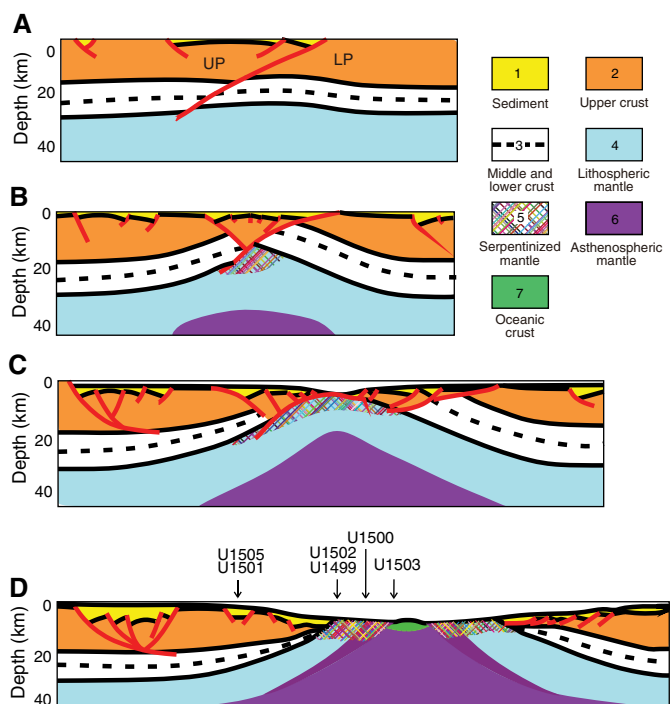 A
0
20
40
Depth (km)
UP
LP
1
Sediment
2
Upper crust
3
Middle and
lower crust
4
Lithospheric
mantle
5
Serpentinized
mantle
6
Asthenospheric
mantle
7
Oceanic
crust
B
0
20
40
Depth (km)
C
0
20
40
Depth (km)
U1505
U1501
U1502
U1499
U1500
U1503
D
0
20
40
Depth (km)